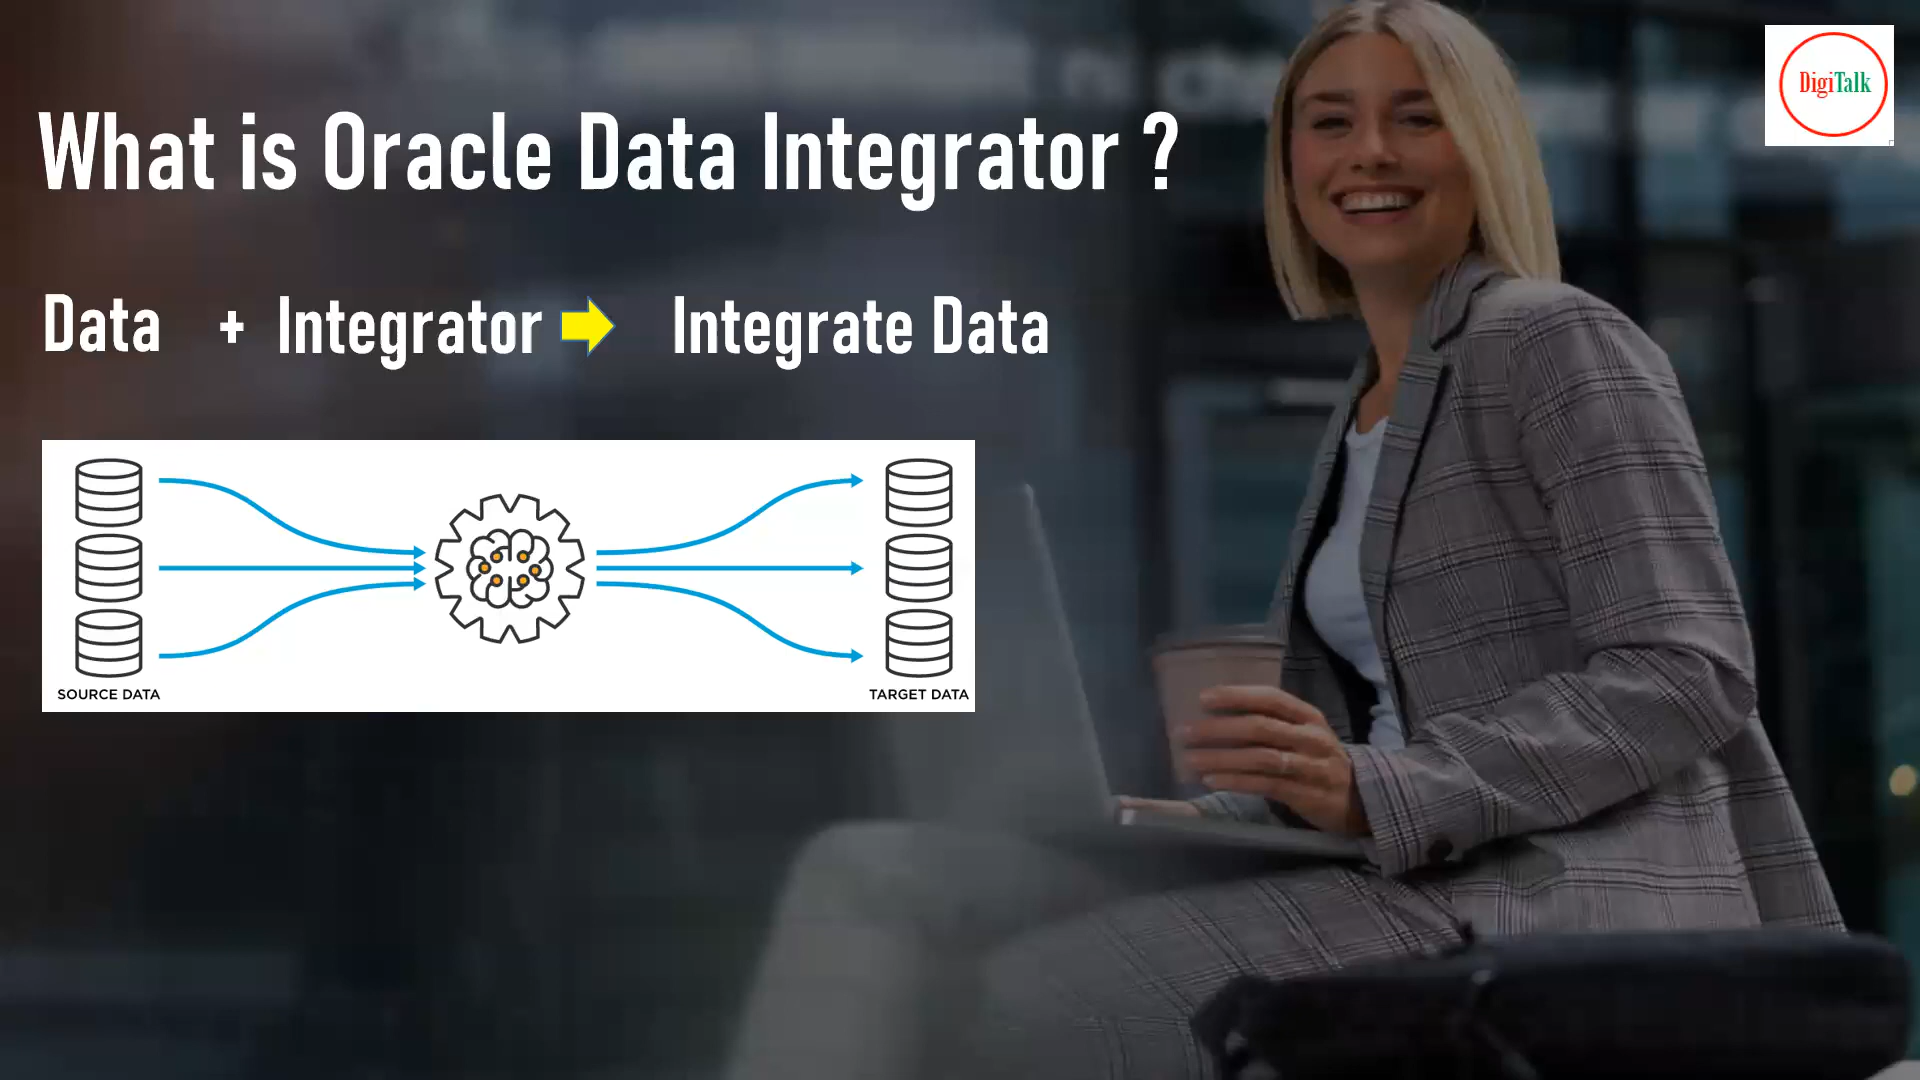 DigiTalk
What is Oracle Data Integrator ?
Data + Integrator Integrate Data
SOURCE DATA
TARGET DATA